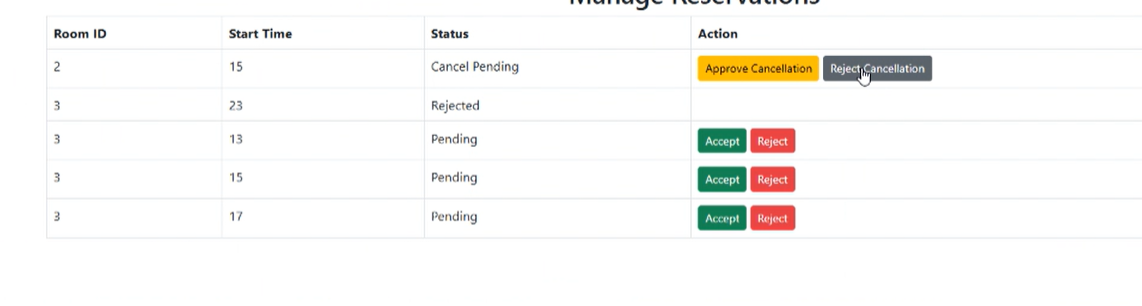 Manage Reservations
Room ID Start Time Status Action
2 15 Cancel Pending Approve Cancellation Reject Cancellation
3 23 Rejected
3 13 Pending Accept Reject
3 15 Pending Accept Reject
3 17 Pending Accept Reject